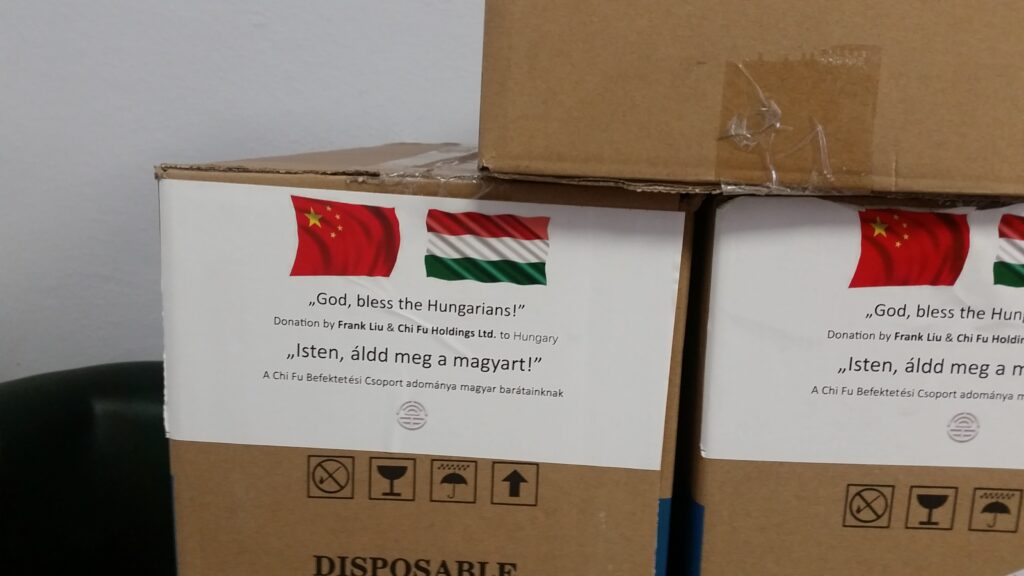 „God, bless the Hungarians!”
Donation by Frank Liu & Chi Fu Holdings Ltd. to Hungary
„Isten, áldd meg a magyart!”
A Chi Fu Befektetési Csoport adománya magyar barátainknak
DISPOSABLE
„God, bless the Hung
Donation by Frank Liu & Chi Fu Holdin
„Isten, áldd meg a m
A Chi Fu Befektetési Csoport adománya m